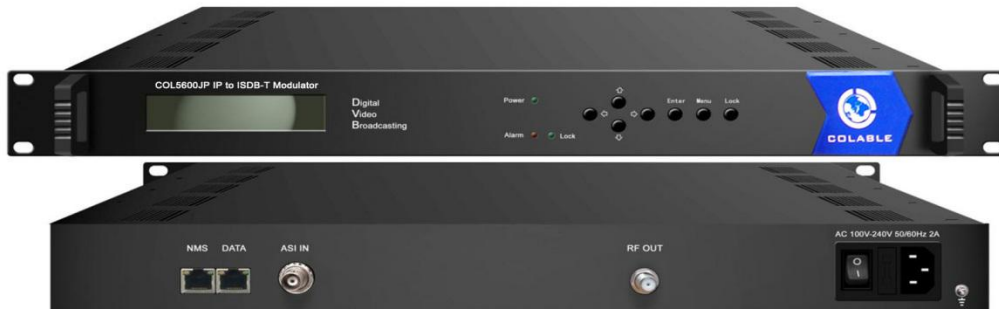 COL5600JP IP to ISDB-T Modulator
Digital
Video
Broadcasting
Power
Alarm
Lock
Enter Menu Lock
COLABLE
NMS DATA ASI IN
RF OUT
AC 100V-240V 50/60Hz 2A
O
I